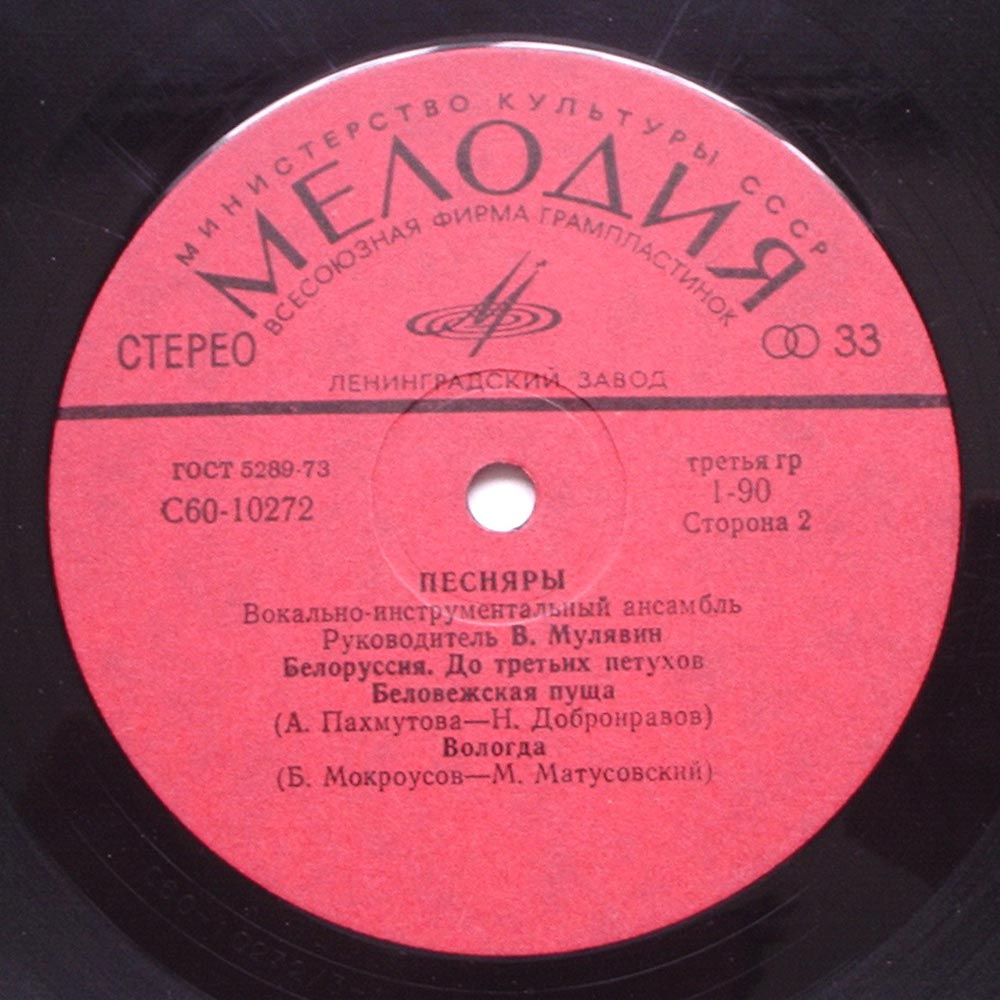 МИНИСТЕРСТВО КУЛЬТУРЫ СССР
МЕЛОДИЯ
ВСЕСОЮЗНАЯ ФИРМА ГРАМПЛАСТИНОК
СТЕРЕО
33
ЛЕНИНГРАДСКИЙ ЗАВОД
ГОСТ 5289-73
С60-10272
третья гр
1-90
Сторона 2
ПЕСНЯРЫ
Вокально-инструментальный ансамбль
Руководитель В. Мулявин
Белоруссия. До третьих петухов
Беловежская пуща
(А. Пахмутова—Н. Добронравов)
Вологда
(Б. Мокроусов—М. Матусовский)